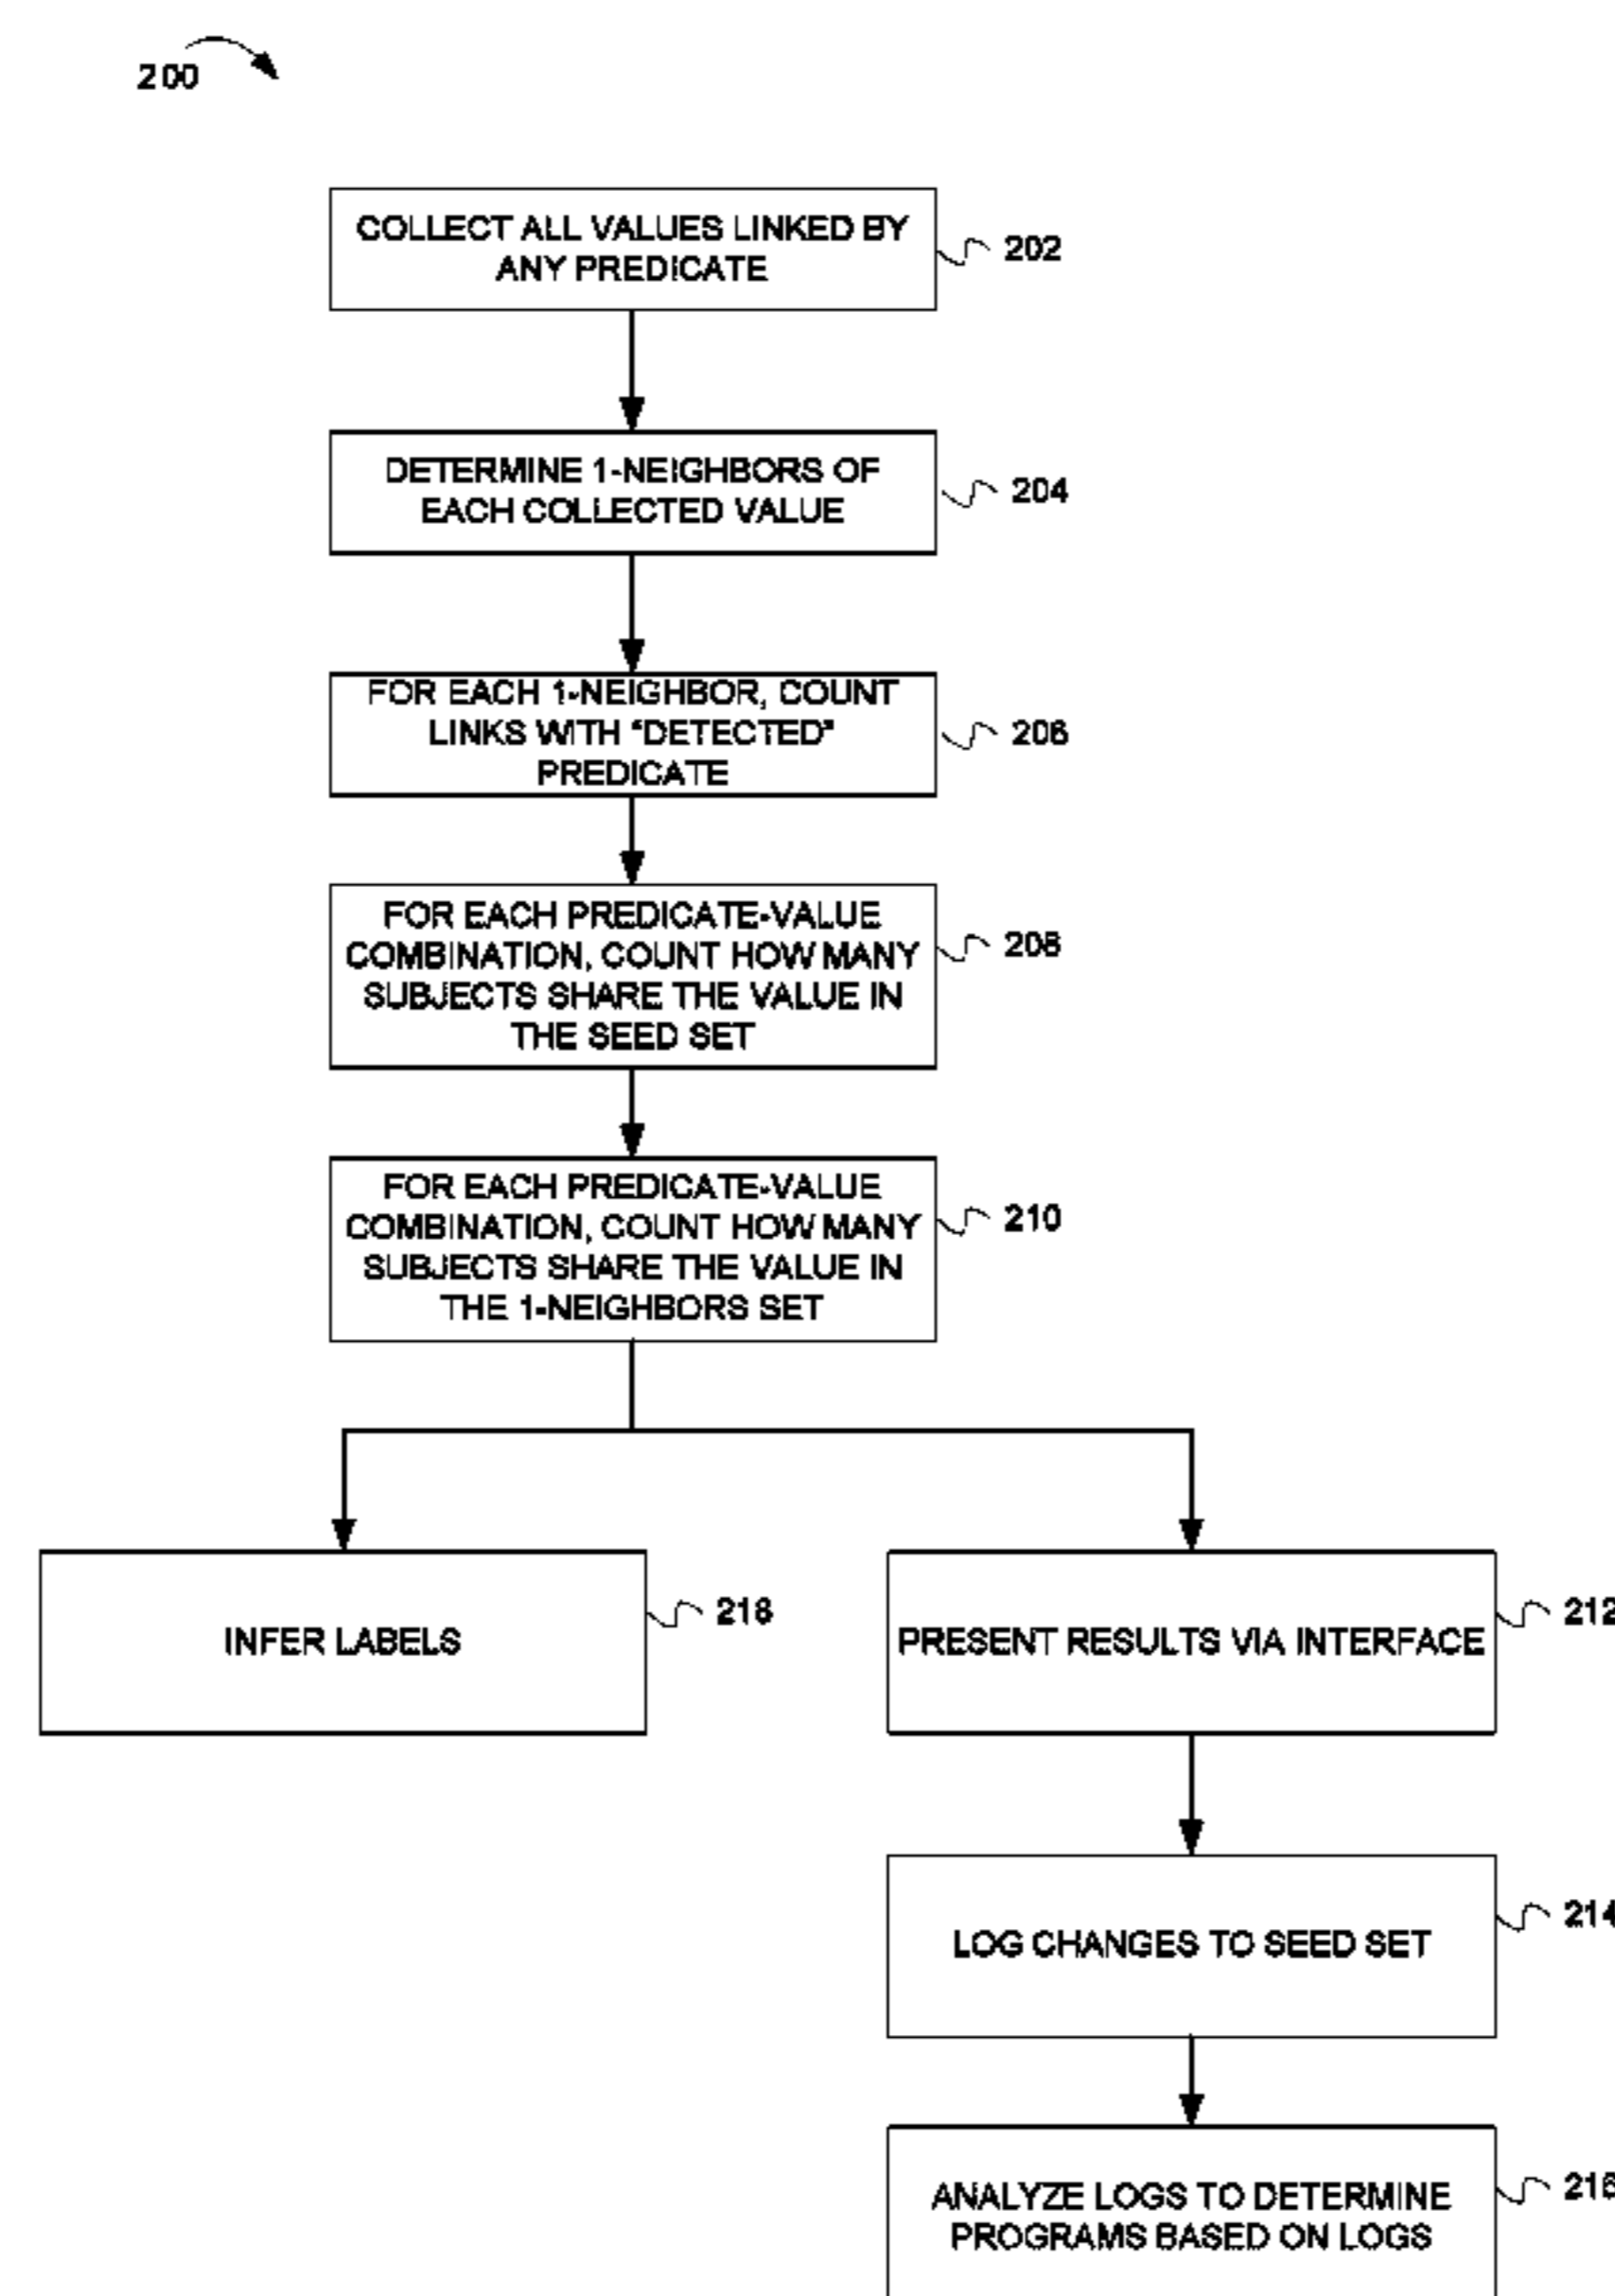 200
COLLECT ALL VALUES LINKED BY
ANY PREDICATE
202
DETERMINE 1-NEIGHBORS OF
EACH COLLECTED VALUE
204
FOR EACH 1-NEIGHBOR, COUNT
LINKS WITH “DETECTED”
PREDICATE
206
FOR EACH PREDICATE-VALUE
COMBINATION, COUNT HOW MANY
SUBJECTS SHARE THE VALUE IN
THE SEED SET
208
FOR EACH PREDICATE-VALUE
COMBINATION, COUNT HOW MANY
SUBJECTS SHARE THE VALUE IN
THE 1-NEIGHBORS SET
210
INFER LABELS
218
PRESENT RESULTS VIA INTERFACE
212
LOG CHANGES TO SEED SET
214
ANALYZE LOGS TO DETERMINE
PROGRAMS BASED ON LOGS
216